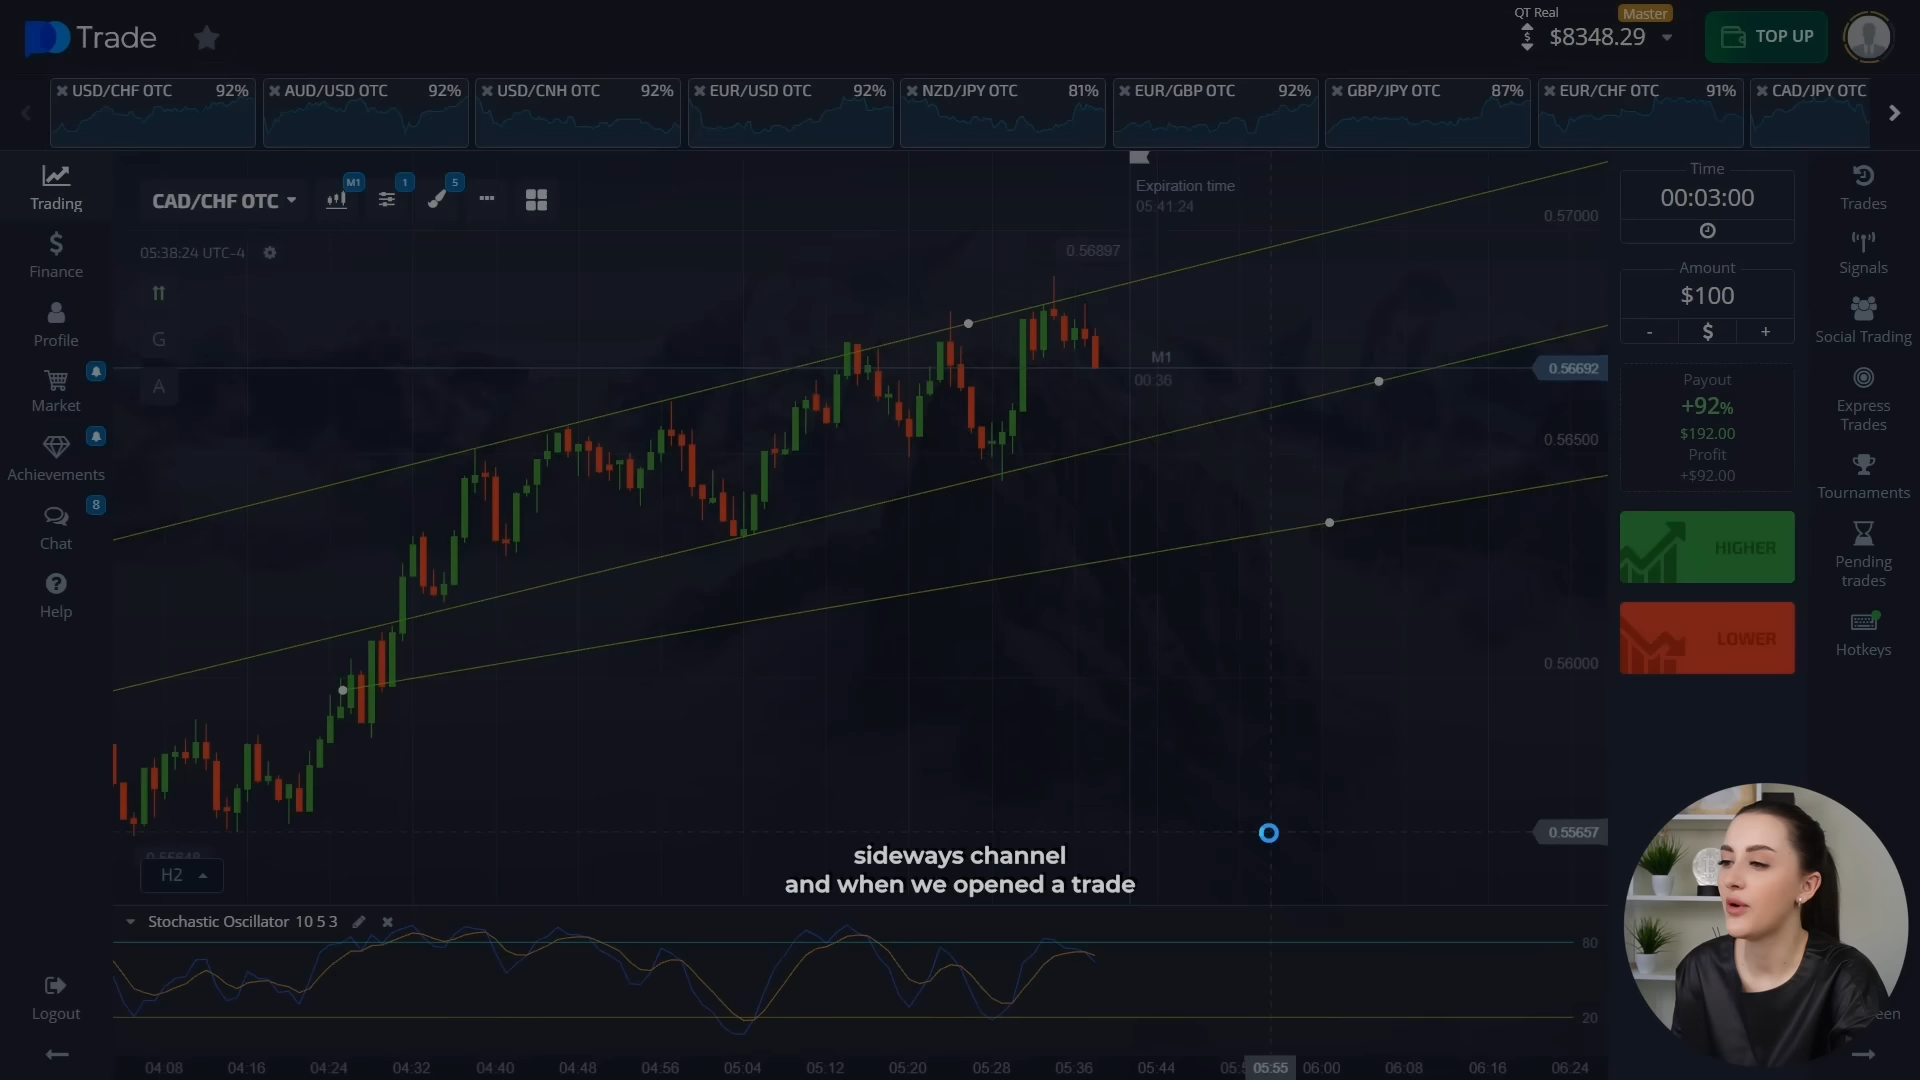 Trade
QT Real
Master
$8348.29
TOP UP
USD/CHF OTC 92%
AUD/USD OTC 92%
USD/CNH OTC 92%
EUR/USD OTC 92%
NZD/JPY OTC 81%
EUR/GBP OTC 92%
GBP/JPY OTC 87%
EUR/CHF OTC 91%
CAD/JPY OTC
Trading
Finance
Profile
Market
Achievements
8
Chat
Help
Logout
CAD/CHF OTC
M1
1
5
05:38:24 UTC-4
G
A
Expiration time
05:41:24
0.56897
M1
00:36
0.57000
0.56692
0.56500
0.56000
0.55657
H2
sideways channel
and when we opened a trade
Stochastic Oscillator 10 5 3
80
20
04:08 04:16 04:24 04:32 04:40 04:48 04:56 05:04 05:12 05:20 05:28 05:36 05:44 05:55 06:00 06:08 06:16 06:24
Time
00:03:00
Amount
$100
- $ +
Payout
+92%
$192.00
Profit
+$92.00
HIGHER
LOWER
Trades
Signals
Social Trading
Express
Trades
Tournaments
Pending
trades
Hotkeys